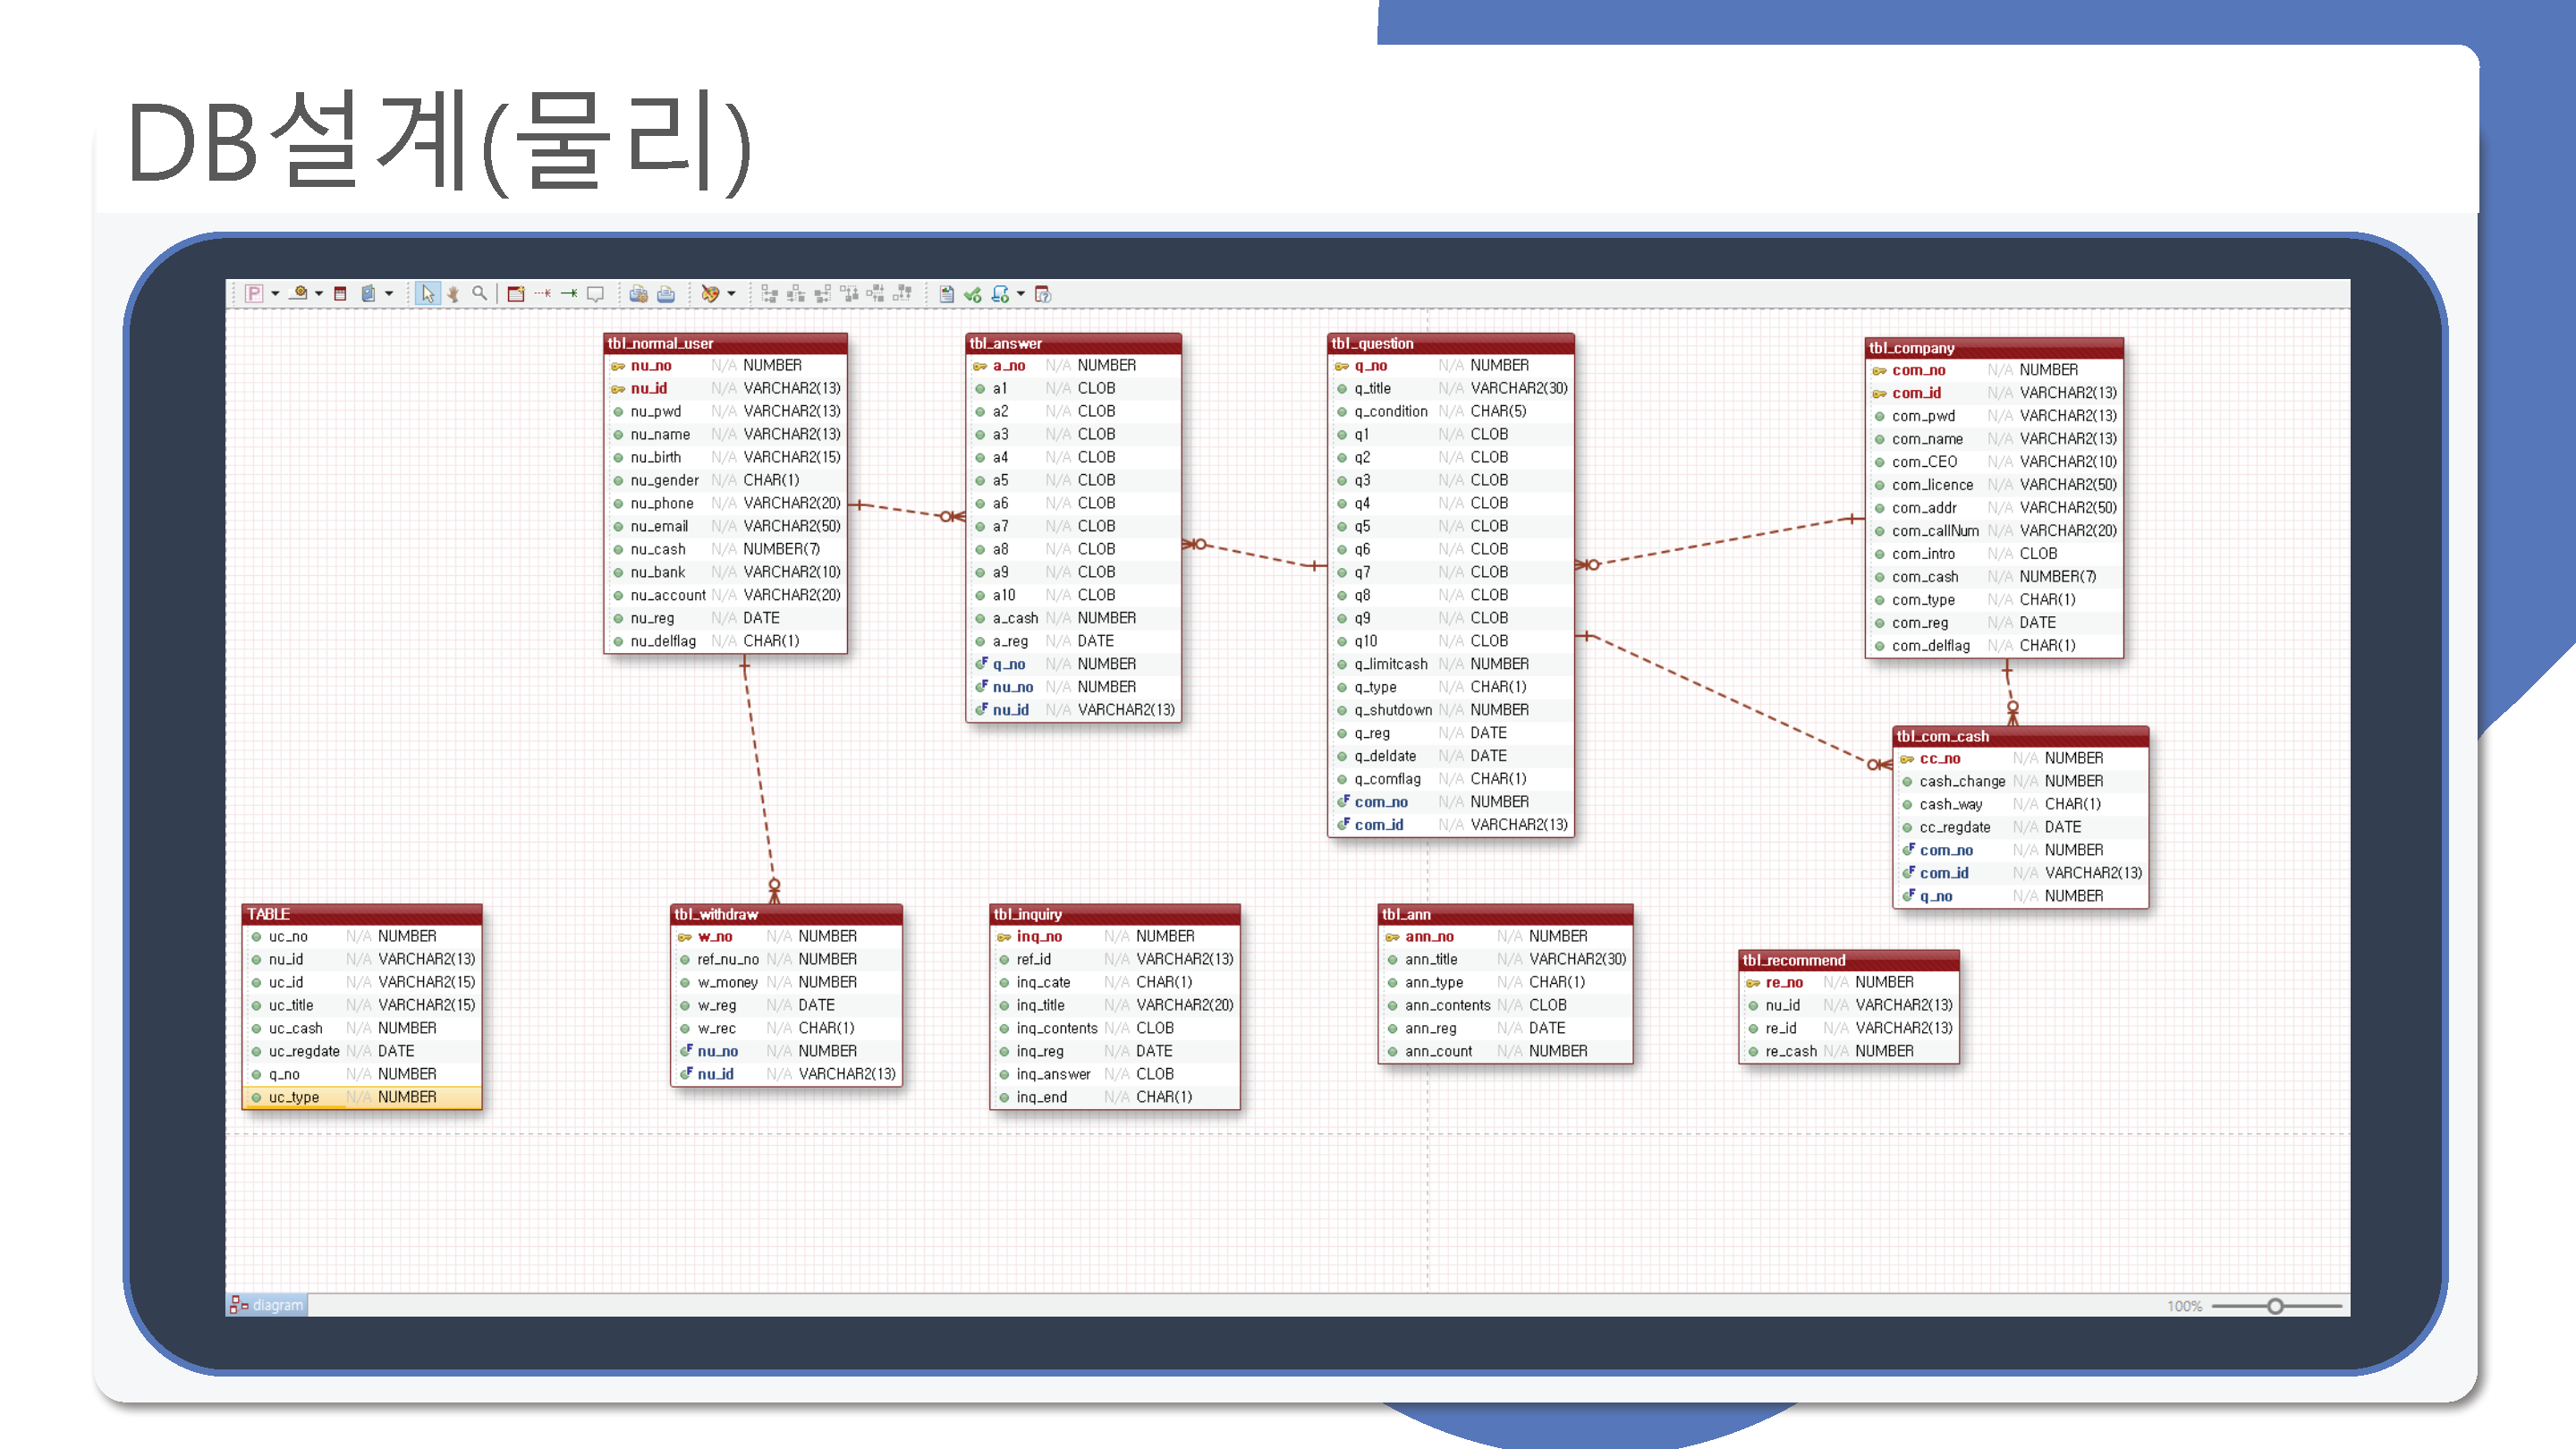 DB설계(물리)
tbl_normal_user
nu_no N/A NUMBER
nu_id N/A VARCHAR2(13)
nu_pwd N/A VARCHAR2(13)
nu_name N/A VARCHAR2(13)
nu_birth N/A VARCHAR2(15)
nu_gender N/A CHAR(1)
nu_phone N/A VARCHAR2(20)
nu_email N/A VARCHAR2(50)
nu_cash N/A NUMBER(7)
nu_bank N/A VARCHAR2(10)
nu_account N/A VARCHAR2(20)
nu_reg N/A DATE
nu_delflag N/A CHAR(1)
tbl_answer
a_no N/A NUMBER
a1 N/A CLOB
a2 N/A CLOB
a3 N/A CLOB
a4 N/A CLOB
a5 N/A CLOB
a6 N/A CLOB
a7 N/A CLOB
a8 N/A CLOB
a9 N/A CLOB
a10 N/A CLOB
a_cash N/A NUMBER
a_reg N/A DATE
q_no N/A NUMBER
nu_no N/A NUMBER
nu_id N/A VARCHAR2(13)
tbl_question
q_no N/A NUMBER
q_title N/A VARCHAR2(30)
q_condition N/A CHAR(5)
q1 N/A CLOB
q2 N/A CLOB
q3 N/A CLOB
q4 N/A CLOB
q5 N/A CLOB
q6 N/A CLOB
q7 N/A CLOB
q8 N/A CLOB
q9 N/A CLOB
q10 N/A CLOB
q_limitcash N/A NUMBER
q_type N/A CHAR(1)
q_shutdown N/A NUMBER
q_reg N/A DATE
q_deldate N/A DATE
q_comflag N/A CHAR(1)
com_no N/A NUMBER
com_id N/A VARCHAR2(13)
tbl_company
com_no N/A NUMBER
com_id N/A VARCHAR2(13)
com_pwd N/A VARCHAR2(13)
com_name N/A VARCHAR2(13)
com_CEO N/A VARCHAR2(10)
com_licence N/A VARCHAR2(50)
com_addr N/A VARCHAR2(50)
com_callNum N/A VARCHAR2(20)
com_intro N/A CLOB
com_cash N/A NUMBER(7)
com_type N/A CHAR(1)
com_reg N/A DATE
com_delflag N/A CHAR(1)
tbl_com_cash
cc_no N/A NUMBER
cash_change N/A NUMBER
cash_way N/A CHAR(1)
cc_regdate N/A DATE
com_no N/A NUMBER
com_id N/A VARCHAR2(13)
q_no N/A NUMBER
TABLE
uc_no N/A NUMBER
nu_id N/A VARCHAR2(13)
uc_id N/A VARCHAR2(15)
uc_title N/A VARCHAR2(15)
uc_cash N/A NUMBER
uc_regdate N/A DATE
q_no N/A NUMBER
uc_type N/A NUMBER
tbl_withdraw
w_no N/A NUMBER
ref_nu_no N/A NUMBER
w_money N/A NUMBER
w_reg N/A DATE
w_rec N/A CHAR(1)
nu_no N/A NUMBER
nu_id N/A VARCHAR2(13)
tbl_inquiry
inq_no N/A NUMBER
ref_id N/A VARCHAR2(13)
inq_cate N/A CHAR(1)
inq_title N/A VARCHAR2(20)
inq_contents N/A CLOB
inq_reg N/A DATE
inq_answer N/A CLOB
inq_end N/A CHAR(1)
tbl_ann
ann_no N/A NUMBER
ann_title N/A VARCHAR2(30)
ann_type N/A CHAR(1)
ann_contents N/A CLOB
ann_reg N/A DATE
ann_count N/A NUMBER
tbl_recommend
re_no N/A NUMBER
nu_id N/A VARCHAR2(13)
re_id N/A VARCHAR2(13)
re_cash N/A NUMBER
diagram
100%